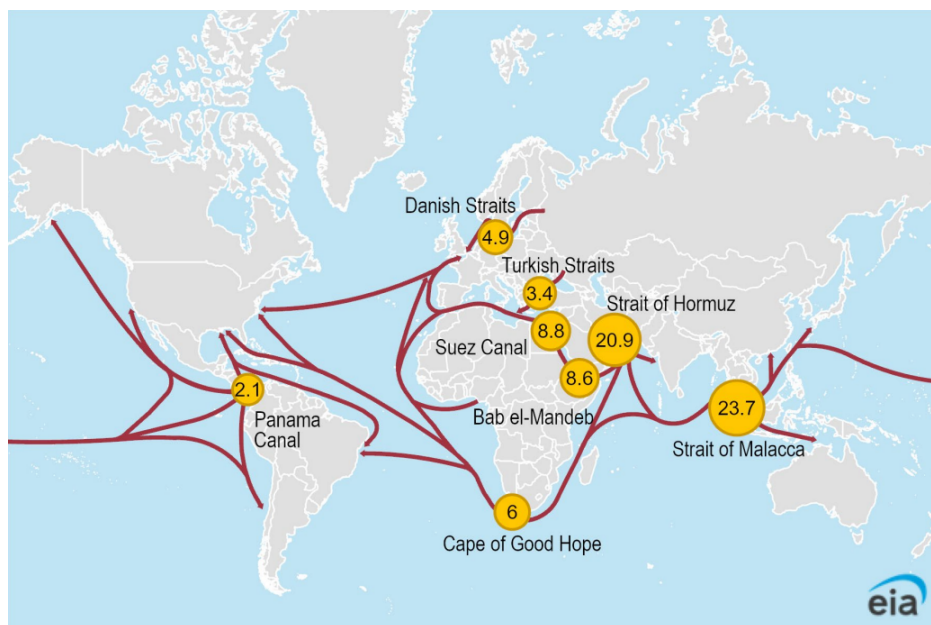 Danish Straits
4.9
Turkish Straits
3.4
Strait of Hormuz
20.9
Suez Canal
8.8
8.6
Bab el-Mandeb
2.1
Panama
Canal
23.7
Strait of Malacca
6
Cape of Good Hope
eia